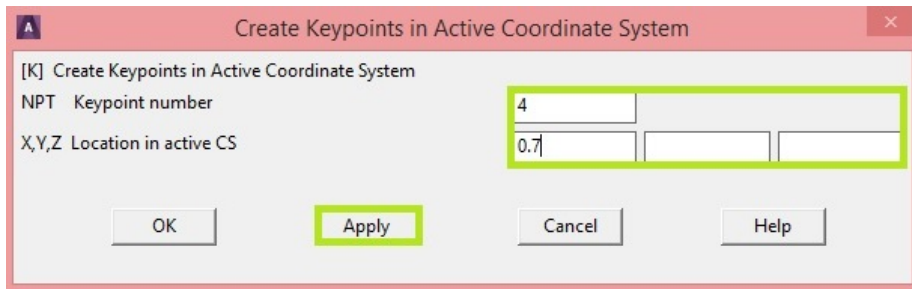 A
Create Keypoints in Active Coordinate System
[K] Create Keypoints in Active Coordinate System
NPT Keypoint number 4
X,Y,Z Location in active CS 0.7
OK Apply Cancel Help